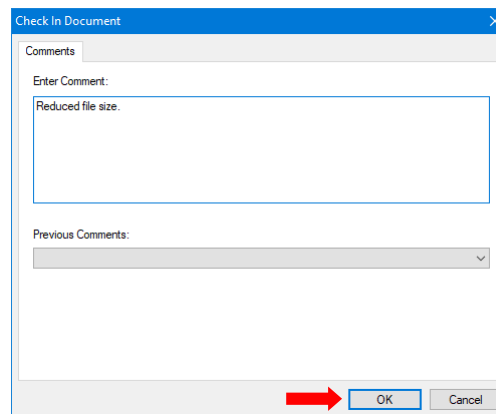 Check In Document
Comments
Enter Comment:
Reduced file size.
Previous Comments:
OK
Cancel